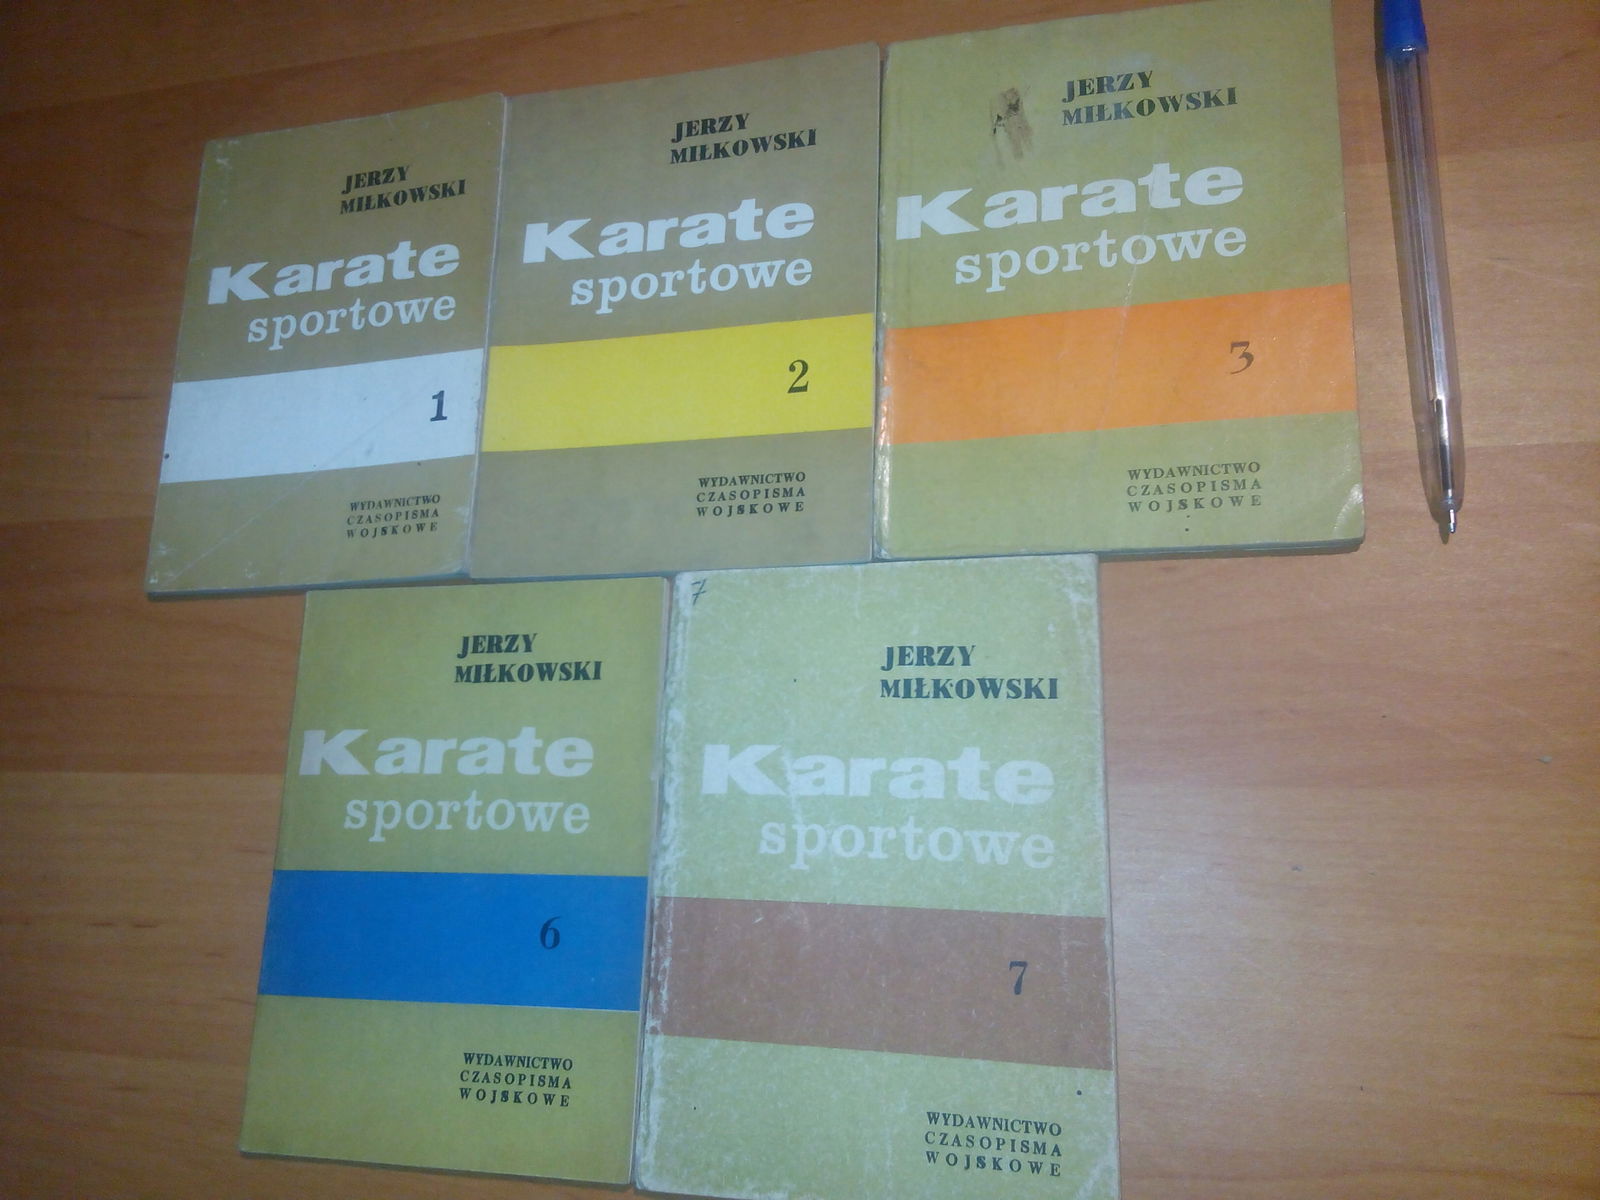 JERZY
MIŁKOWSKI
Karate
sportowe
1
WYDAWNICTWO
CZASOPISMA
WOJSKOWE
JERZY
MIŁKOWSKI
Karate
sportowe
2
WYDAWNICTWO
CZASOPISMA
WOJSKOWE
JERZY
MIŁKOWSKI
Karate
sportowe
3
WYDAWNICTWO
CZASOPISMA
WOJSKOWE
JERZY
MIŁKOWSKI
Karate
sportowe
6
WYDAWNICTWO
CZASOPISMA
WOJSKOWE
7
JERZY
MIŁKOWSKI
Karate
sportowe
7
WYDAWNICTWO
CZASOPISMA
WOJSKOWE